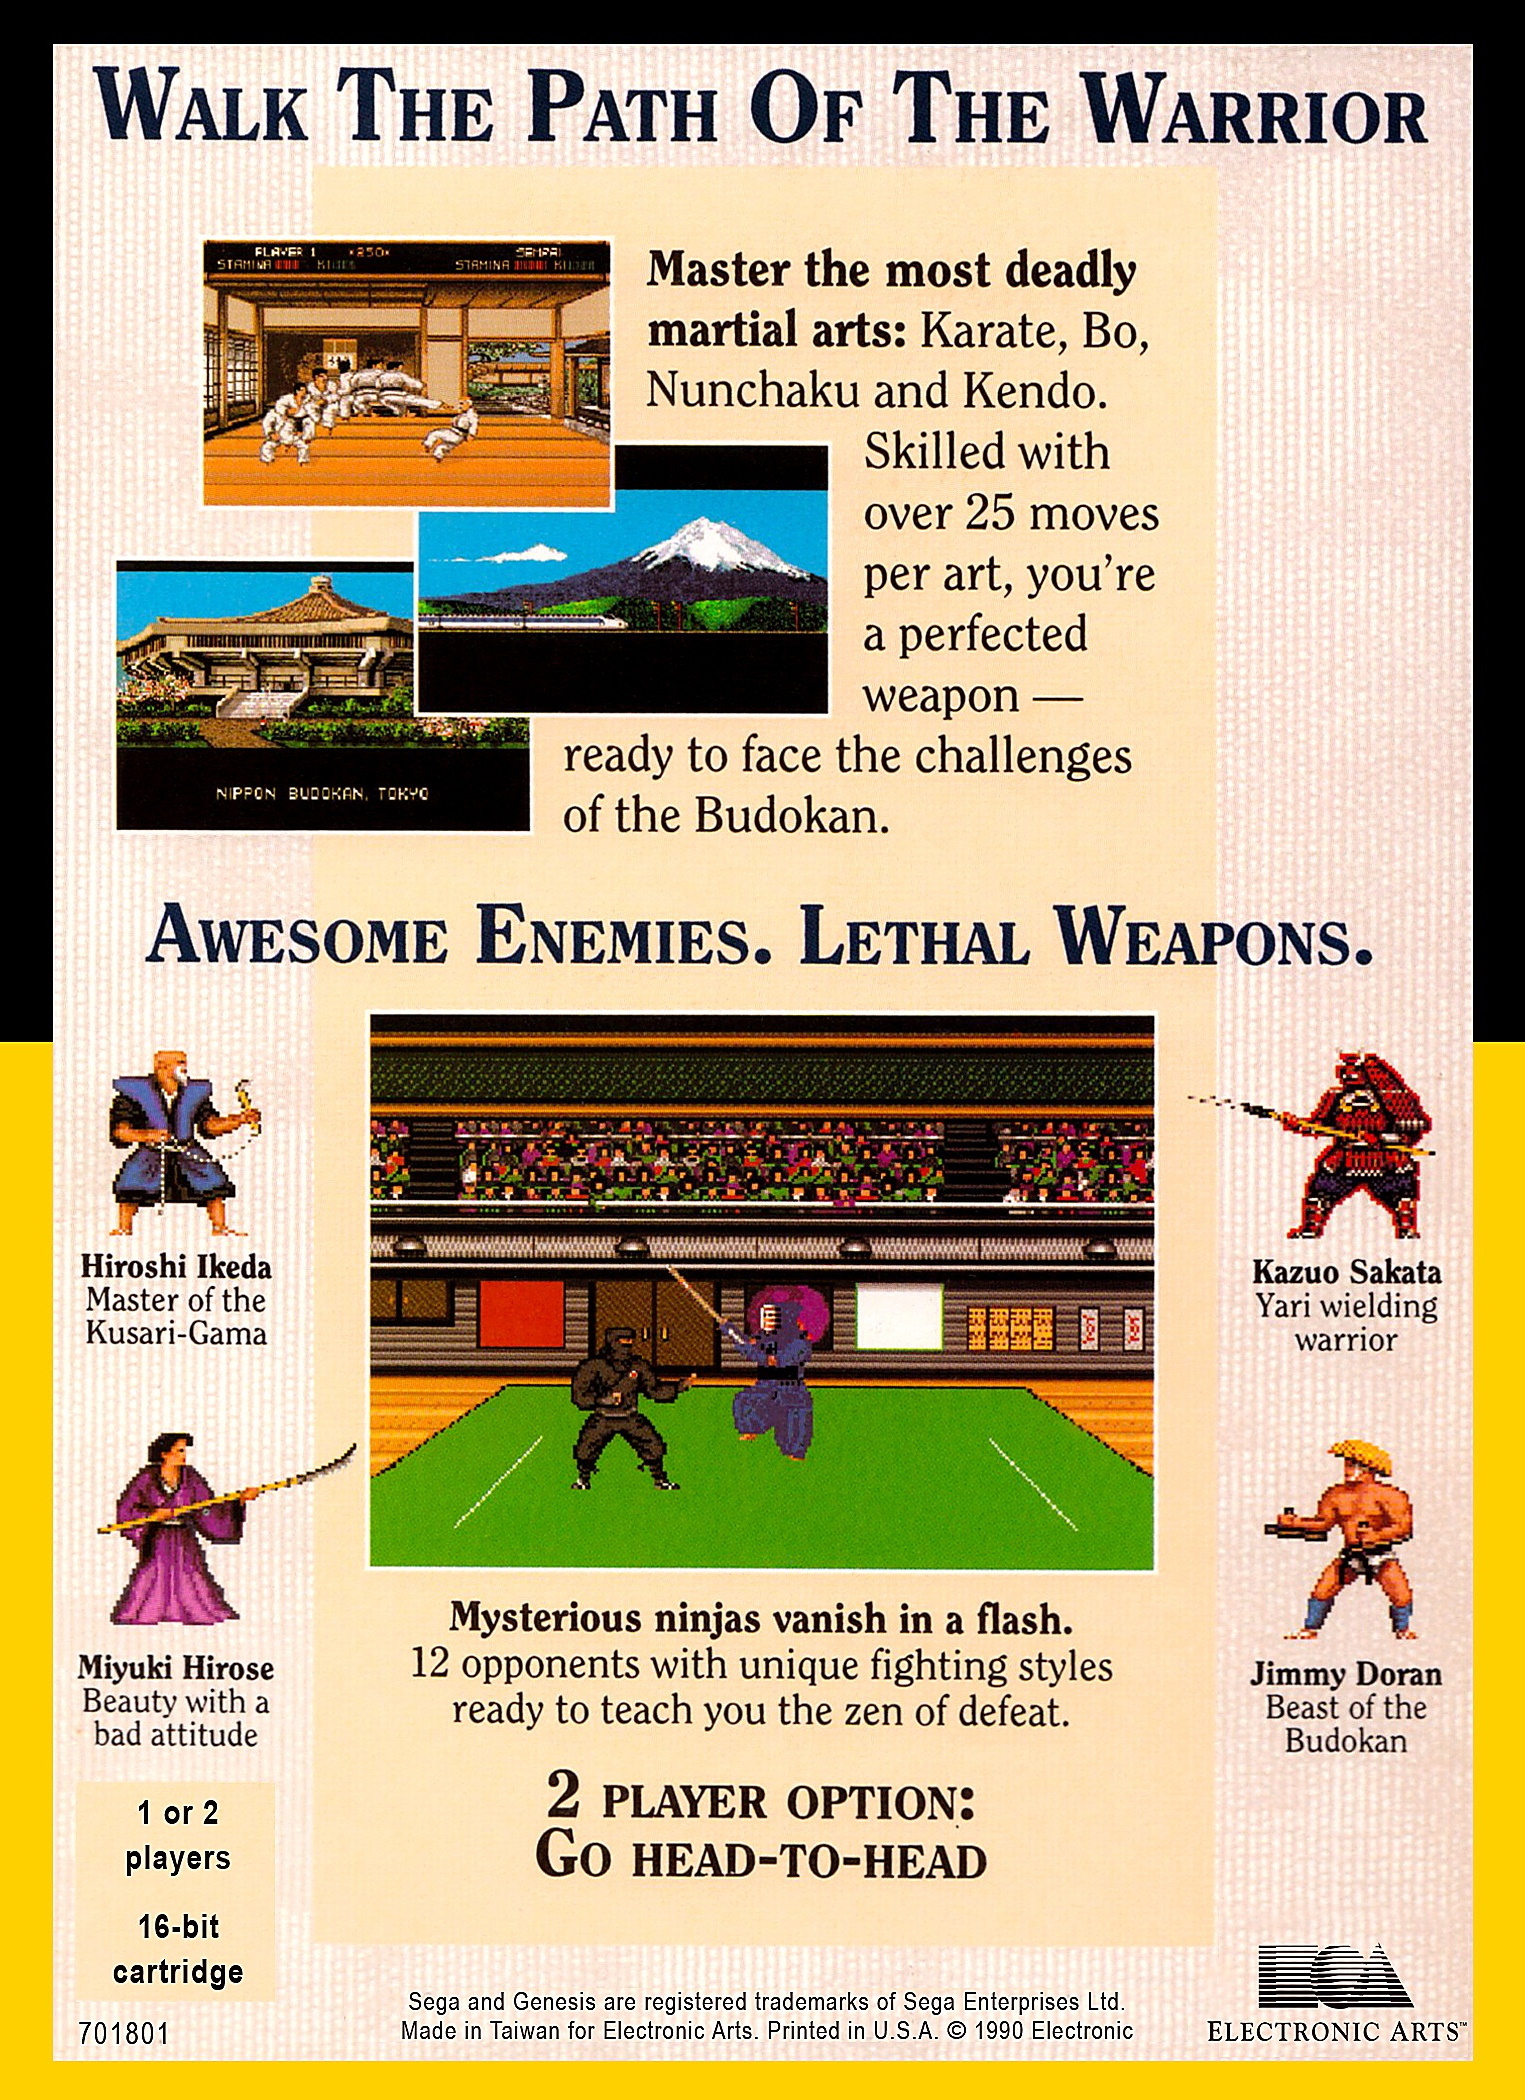 WALK THE PATH OF THE WARRIOR
PLAYER 1 ×250× SEMPAI
STAMINA KI STAMINA KI
Master the most deadly
martial arts: Karate, Bo,
Nunchaku and Kendo.
Skilled with
over 25 moves
per art, you're
a perfected
weapon —
ready to face the challenges
of the Budokan.
NIPPON BUDOKAN, TOKYO
AWESOME ENEMIES. LETHAL WEAPONS.
Hiroshi Ikeda
Master of the
Kusari-Gama
Kazuo Sakata
Yari wielding
warrior
Miyuki Hirose
Beauty with a
bad attitude
Jimmy Doran
Beast of the
Budokan
Mysterious ninjas vanish in a flash.
12 opponents with unique fighting styles
ready to teach you the zen of defeat.
2 PLAYER OPTION:
GO HEAD-TO-HEAD
1 or 2
players
16-bit
cartridge
701801
Sega and Genesis are registered trademarks of Sega Enterprises Ltd.
Made in Taiwan for Electronic Arts. Printed in U.S.A. © 1990 Electronic
EA
ELECTRONIC ARTS™